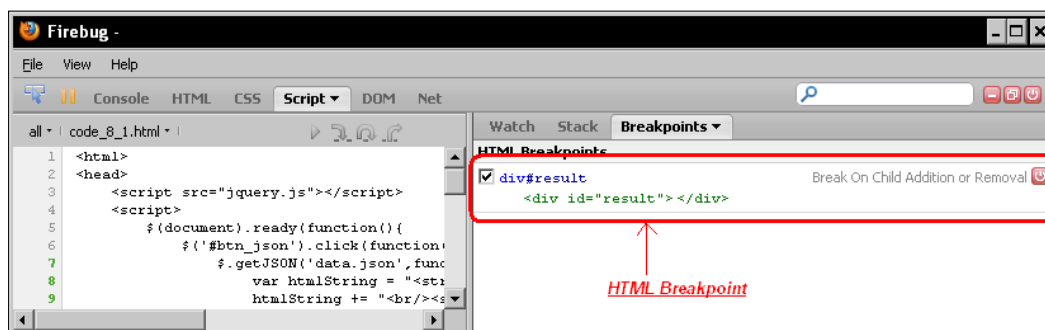 Firebug -
File View Help
Console HTML CSS Script DOM Net
all code_8_1.html
Watch Stack Breakpoints
1 <html>
2 <head>
3 <script src="jquery.js"></script>
4 <script>
5 $(document).ready(function(){
6 $('#btn_json').click(function(
7 $.getJSON('data.json',func
8 var htmlString = "<str
9 htmlString += "<br/><s
HTML Breakpoints
div#result Break On Child Addition or Removal
<div id="result"></div>
HTML Breakpoint